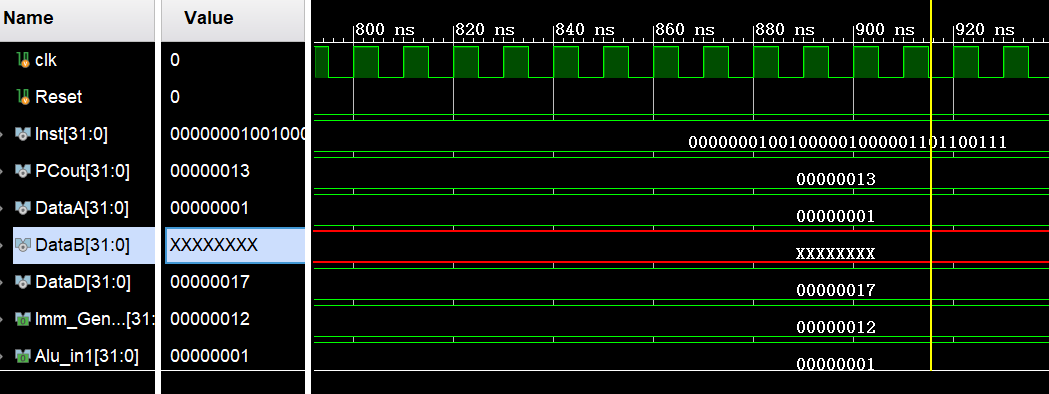 Name Value
800 ns 820 ns 840 ns 860 ns 880 ns 900 ns 920 ns
clk 0
Reset 0
Inst[31:0] 000000010010000 00000001001000001000001101100111
PCout[31:0] 00000013 00000013
DataA[31:0] 00000001 00000001
DataB[31:0] XXXXXXXX XXXXXXXX
DataD[31:0] 00000017 00000017
Imm_Gen...[31: 00000012 00000012
Alu_in1[31:0] 00000001 00000001